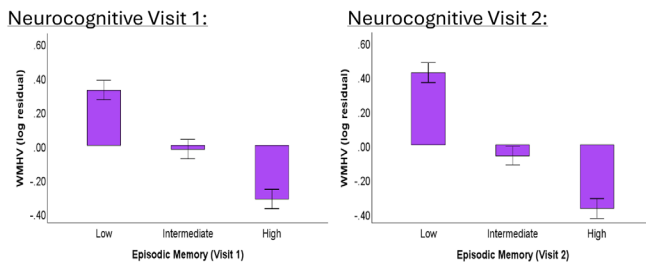 Neurocognitive Visit 1:
.60
.40
.20
.00
-.20
-.40
WMHV (log residual)
Low Intermediate High
Episodic Memory (Visit 1)
Neurocognitive Visit 2:
.60
.40
.20
.00
-.20
-.40
WMHV (log residual)
Low Intermediate High
Episodic Memory (Visit 2)